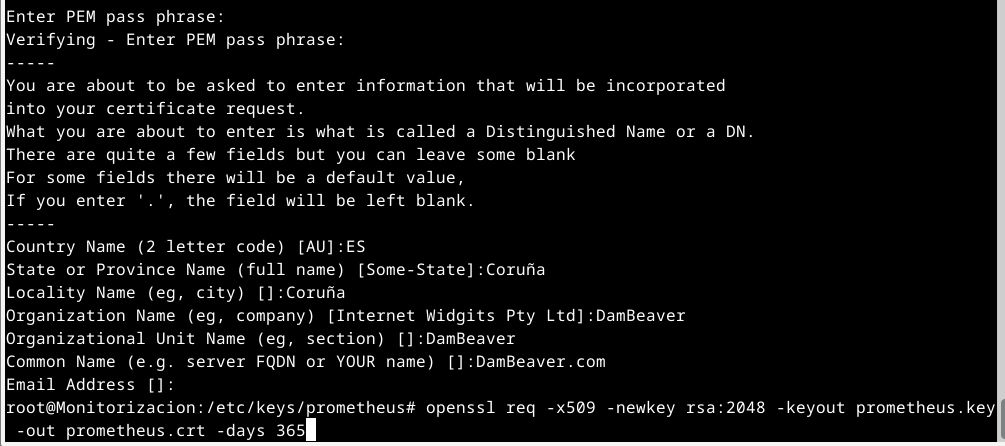 Enter PEM pass phrase:
Verifying - Enter PEM pass phrase:
-----
You are about to be asked to enter information that will be incorporated
into your certificate request.
What you are about to enter is what is called a Distinguished Name or a DN.
There are quite a few fields but you can leave some blank
For some fields there will be a default value,
If you enter '.', the field will be left blank.
-----
Country Name (2 letter code) [AU]:ES
State or Province Name (full name) [Some-State]:Coruña
Locality Name (eg, city) []:Coruña
Organization Name (eg, company) [Internet Widgits Pty Ltd]:DamBeaver
Organizational Unit Name (eg, section) []:DamBeaver
Common Name (e.g. server FQDN or YOUR name) []:DamBeaver.com
Email Address []:
root@Monitorizacion:/etc/keys/prometheus# openssl req -x509 -newkey rsa:2048 -keyout prometheus.key
 -out prometheus.crt -days 365